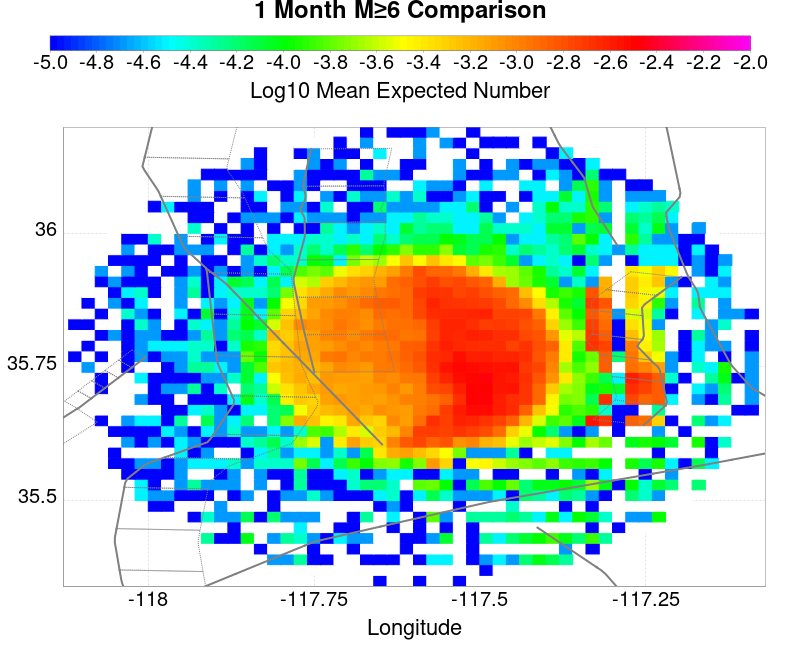 1 Month M≥6 Comparison
-5.0 -4.8 -4.6 -4.4 -4.2 -4.0 -3.8 -3.6 -3.4 -3.2 -3.0 -2.8 -2.6 -2.4 -2.2 -2.0
Log10 Mean Expected Number
36
35.75
35.5
-118 -117.75 -117.5 -117.25
Longitude